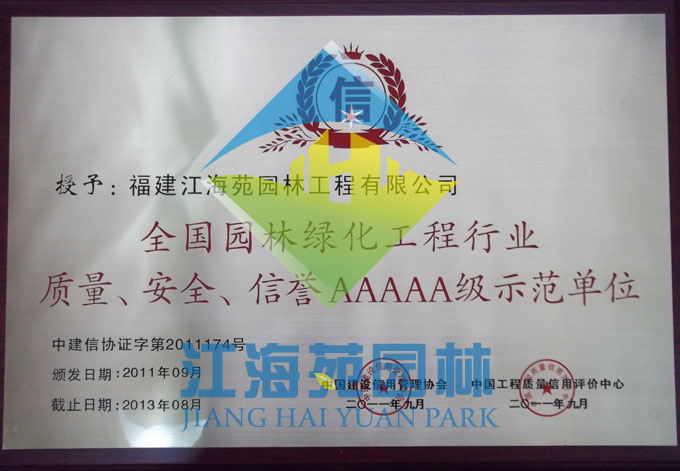 信
授予：福建江海苑园林工程有限公司
全国园林绿化工程行业
质量、安全、信誉AAAAA级示范单位
中建信协证字第2011174号
颁发日期：2011年09月
截止日期：2013年08月
中国建设信用管理协会
二〇一一年九月
中国工程质量信用评价中心
二〇一一年九月
江海苑园林
JIANG HAI YUAN PARK